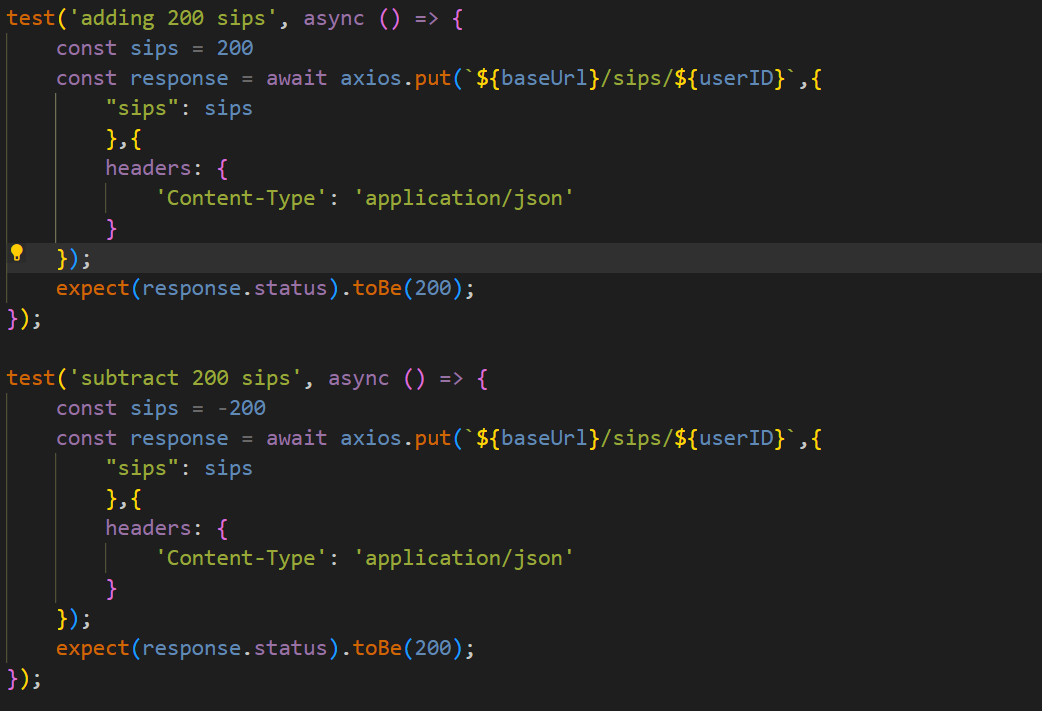 test('adding 200 sips', async () => {
    const sips = 200
    const response = await axios.put(`${baseUrl}/sips/${userID}`,{
        "sips": sips
        },{
        headers: {
            'Content-Type': 'application/json'
        }
    });
    expect(response.status).toBe(200);
});

test('subtract 200 sips', async () => {
    const sips = -200
    const response = await axios.put(`${baseUrl}/sips/${userID}`,{
        "sips": sips
        },{
        headers: {
            'Content-Type': 'application/json'
        }
    });
    expect(response.status).toBe(200);
});